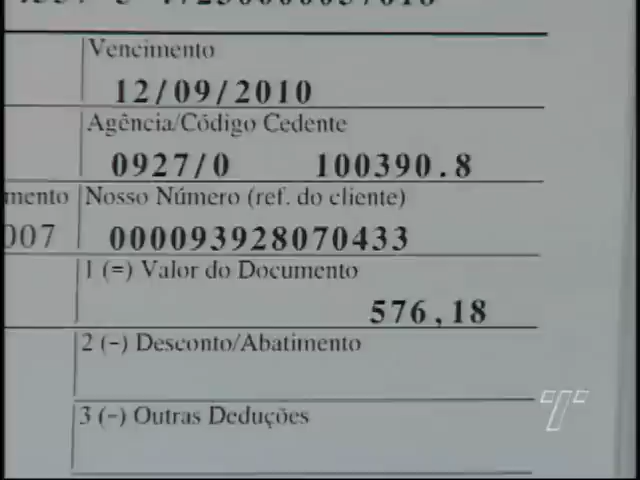 Vencimento
12/09/2010
Agência/Código Cedente
0927/0 100390.8
mento Nosso Número (ref. do cliente)
007 000093928070433
1 (=) Valor do Documento
576,18
2 (-) Desconto/Abatimento
3 (-) Outras Deduções